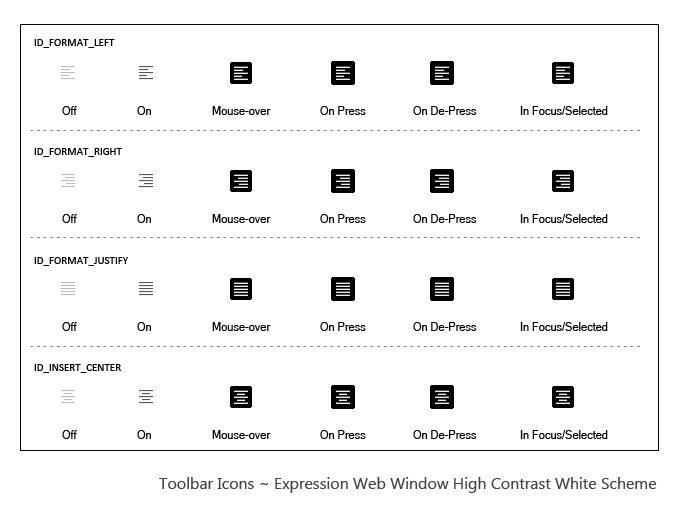 ID_FORMAT_LEFT
Off On Mouse-over On Press On De-Press In Focus/Selected
ID_FORMAT_RIGHT
Off On Mouse-over On Press On De-Press In Focus/Selected
ID_FORMAT_JUSTIFY
Off On Mouse-over On Press On De-Press In Focus/Selected
ID_INSERT_CENTER
Off On Mouse-over On Press On De-Press In Focus/Selected
Toolbar Icons ~ Expression Web Window High Contrast White Scheme